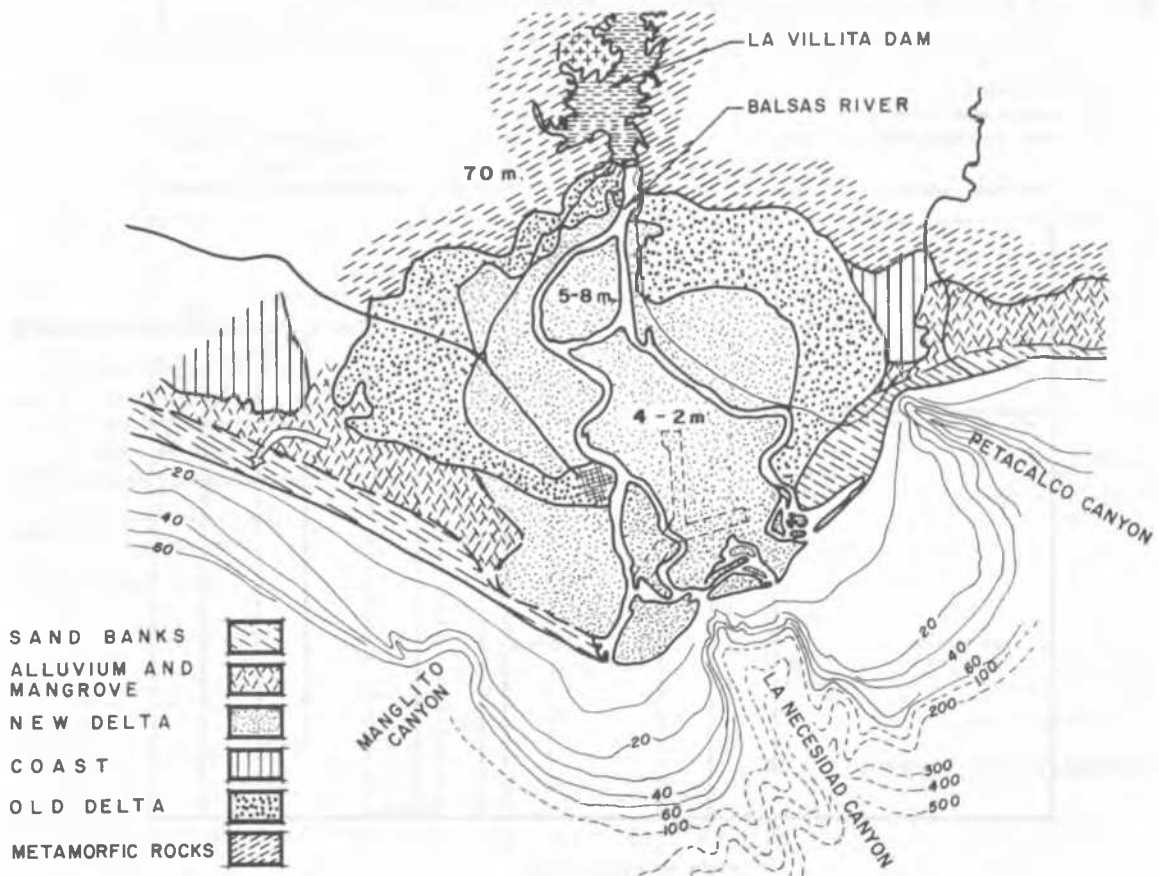 LA VILLITA DAM
BALSAS RIVER
70 m.
5-8 m.
4-2m
PETACALCO CANYON
20
40
60
20
40
60
100
200
MANGLITO
CANYON
20
40
60
100
LA NECESIDAD CANYON
300
400
500
SAND BANKS
ALLUVIUM AND
MANGROVE
NEW DELTA
COAST
OLD DELTA
METAMORFIC ROCKS